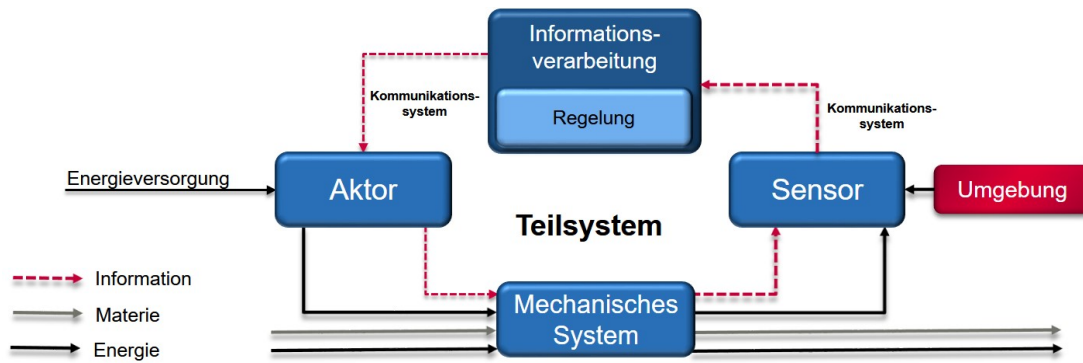 Informations-
verarbeitung
Kommunikations-
system
Regelung
Kommunikations-
system
Energieversorgung
Aktor
Sensor
Umgebung
Teilsystem
Information
Materie
Energie
Mechanisches
System